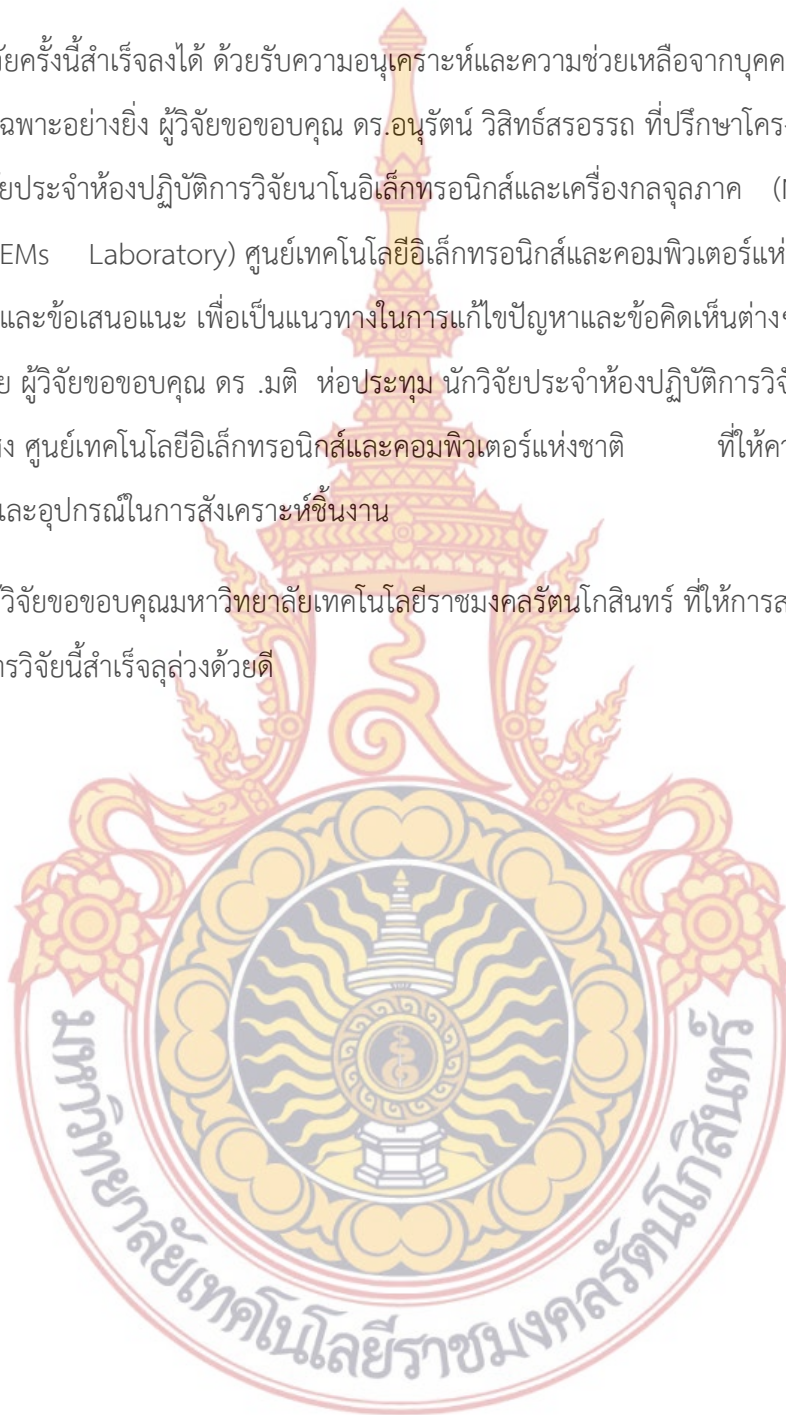 ัยครั้งนี้สำเร็จลงได้ ด้วยรับความอนุเคราะห์และความช่วยเหลือจากบุคค
ฉพาะอย่างยิ่ง ผู้วิจัยขอขอบคุณ ดร.อนุรัตน์ วิสิทธ์สรอรรถ ที่ปรึกษาโคร
ัยประจำห้องปฏิบัติการวิจัยนาโนอิเล็กทรอนิกส์และเครื่องกลจุลภาค (
EMs Laboratory) ศูนย์เทคโนโลยีอิเล็กทรอนิกส์และคอมพิวเตอร์แห่
และข้อเสนอแนะ เพื่อเป็นแนวทางในการแก้ไขปัญหาและข้อคิดเห็นต่าง
ย ผู้วิจัยขอขอบคุณ ดร .มติ ห่อประทุม นักวิจัยประจำห้องปฏิบัติการวิจ
ง ศูนย์เทคโนโลยีอิเล็กทรอนิกส์และคอมพิวเตอร์แห่งชาติ ที่ให้คา
และอุปกรณ์ในการสังเคราะห์ชิ้นงาน
วิจัยขอขอบคุณมหาวิทยาลัยเทคโนโลยีราชมงคลรัตนโกสินทร์ ที่ให้การส
ารวิจัยนี้สำเร็จลุล่วงด้วยดี
มหาวิทยาลัยเทคโนโลยีราชมงคลรัตนโกสินทร์